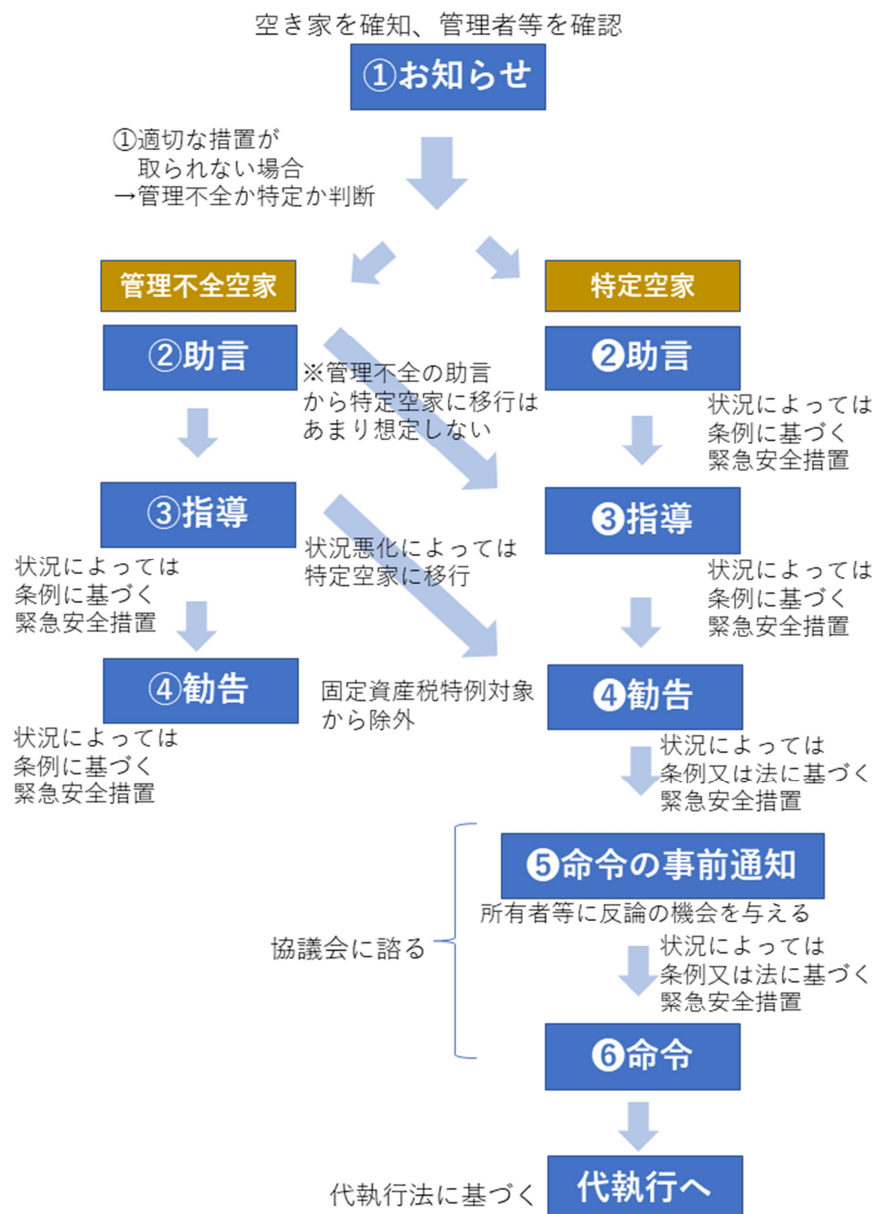 空き家を確知、管理者等を確認
①お知らせ
①適切な措置が
取られない場合
→管理不全か特定か判断
管理不全空家
特定空家
②助言
❷助言
※管理不全の助言
から特定空家に移行は
あまり想定しない
状況によっては
条例に基づく
緊急安全措置
③指導
❸指導
状況によっては
条例に基づく
緊急安全措置
状況悪化によっては
特定空家に移行
状況によっては
条例に基づく
緊急安全措置
④勧告
固定資産税特例対象
から除外
❹勧告
状況によっては
条例に基づく
緊急安全措置
状況によっては
条例又は法に基づく
緊急安全措置
❺命令の事前通知
所有者等に反論の機会を与える
協議会に諮る
状況によっては
条例又は法に基づく
緊急安全措置
❻命令
代執行法に基づく
代執行へ